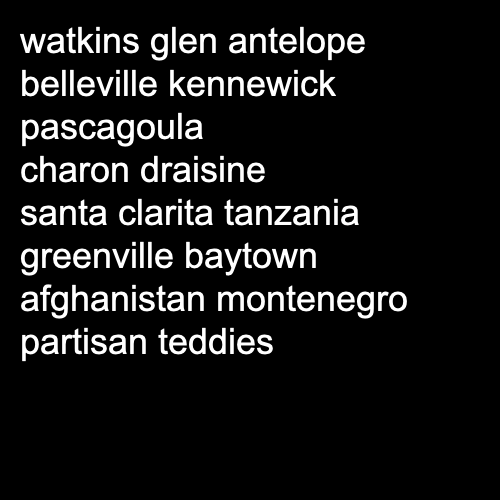 watkins glen antelope
belleville kennewick
pascagoula
charon draisine
santa clarita tanzania
greenville baytown
afghanistan montenegro
partisan teddies